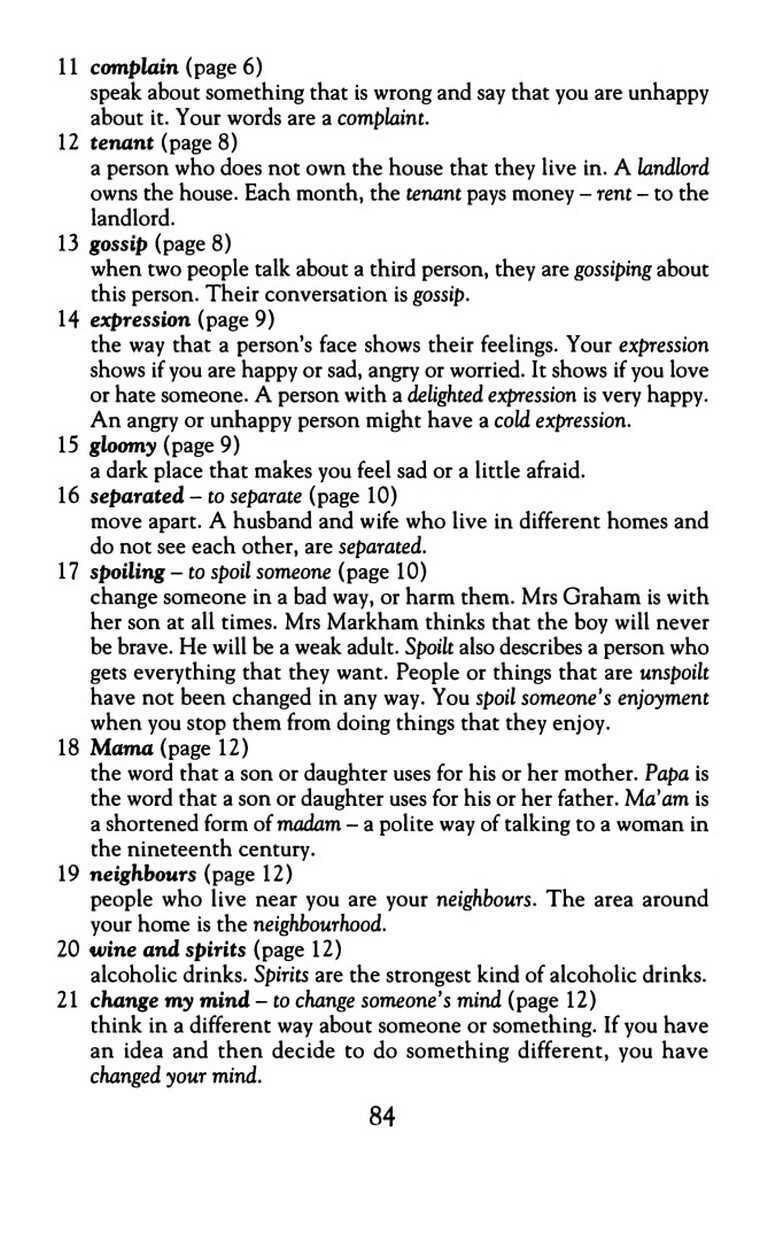 11 complain (page 6)
speak about something that is wrong and say that you are unhappy
about it. Your words are a complaint.
12 tenant (page 8)
a person who does not own the house that they live in. A landlord
owns the house. Each month, the tenant pays money – rent – to the
landlord.
13 gossip (page 8)
when two people talk about a third person, they are gossiping about
this person. Their conversation is gossip.
14 expression (page 9)
the way that a person's face shows their feelings. Your expression
shows if you are happy or sad, angry or worried. It shows if you love
or hate someone. A person with a delighted expression is very happy.
An angry or unhappy person might have a cold expression.
15 gloomy (page 9)
a dark place that makes you feel sad or a little afraid.
16 separated – to separate (page 10)
move apart. A husband and wife who live in different homes and
do not see each other, are separated.
17 spoiling – to spoil someone (page 10)
change someone in a bad way, or harm them. Mrs Graham is with
her son at all times. Mrs Markham thinks that the boy will never
be brave. He will be a weak adult. Spoilt also describes a person who
gets everything that they want. People or things that are unspoilt
have not been changed in any way. You spoil someone's enjoyment
when you stop them from doing things that they enjoy.
18 Mama (page 12)
the word that a son or daughter uses for his or her mother. Papa is
the word that a son or daughter uses for his or her father. Ma'am is
a shortened form of madam – a polite way of talking to a woman in
the nineteenth century.
19 neighbours (page 12)
people who live near you are your neighbours. The area around
your home is the neighbourhood.
20 wine and spirits (page 12)
alcoholic drinks. Spirits are the strongest kind of alcoholic drinks.
21 change my mind – to change someone's mind (page 12)
think in a different way about someone or something. If you have
an idea and then decide to do something different, you have
changed your mind.
84